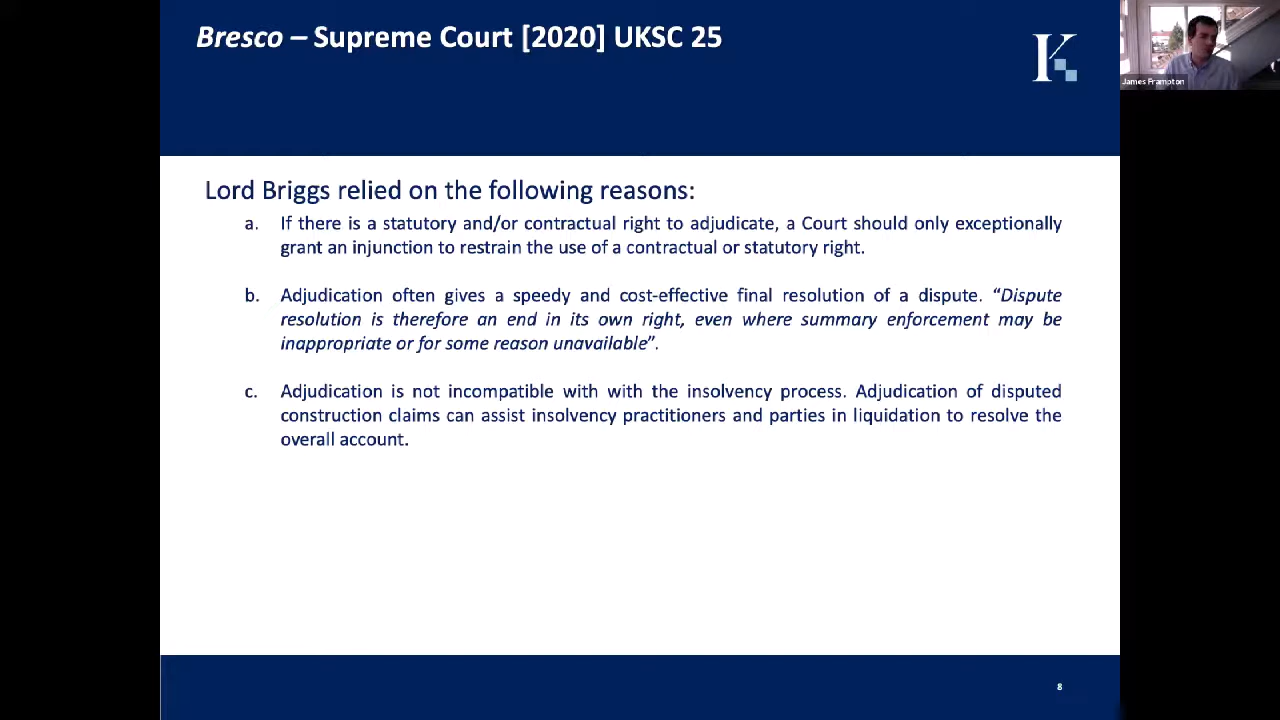 Bresco – Supreme Court [2020] UKSC 25
K
James Frampton
Lord Briggs relied on the following reasons:
a. If there is a statutory and/or contractual right to adjudicate, a Court should only exceptionally
grant an injunction to restrain the use of a contractual or statutory right.
b. Adjudication often gives a speedy and cost-effective final resolution of a dispute. “Dispute
resolution is therefore an end in its own right, even where summary enforcement may be
inappropriate or for some reason unavailable”.
c. Adjudication is not incompatible with with the insolvency process. Adjudication of disputed
construction claims can assist insolvency practitioners and parties in liquidation to resolve the
overall account.
8